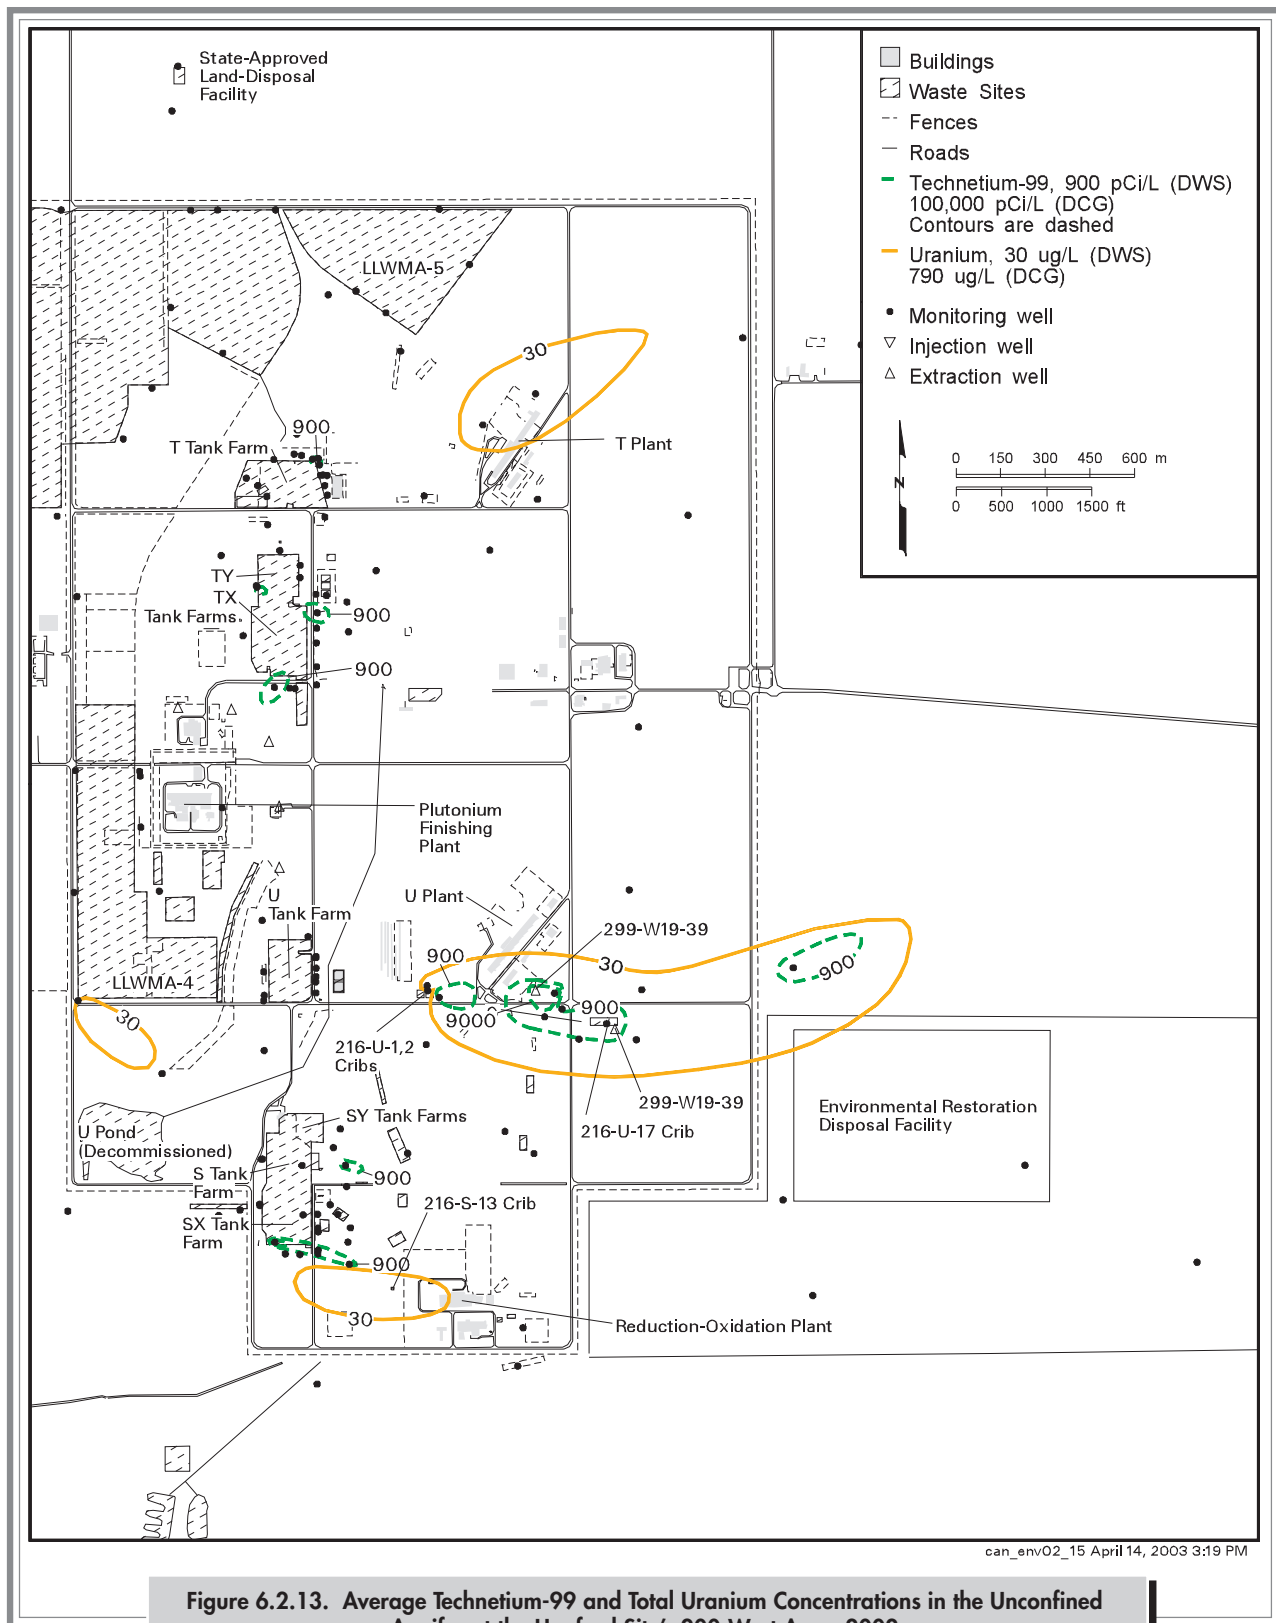 State-Approved
Land-Disposal
Facility
Buildings
Waste Sites
Fences
Roads
Technetium-99, 900 pCi/L (DWS)
100,000 pCi/L (DCG)
Contours are dashed
Uranium, 30 ug/L (DWS)
790 ug/L (DCG)
Monitoring well
Injection well
Extraction well
N
0 150 300 450 600 m
0 500 1000 1500 ft
LLWMA-5
30
900
T Tank Farm
T Plant
TY
TX
Tank Farms
900
900
Plutonium
Finishing
Plant
U
Tank Farm
U Plant
299-W19-39
900
30
900
LLWMA-4
9000
900
30
216-U-1,2
Cribs
299-W19-39
216-U-17 Crib
SY Tank Farms
Environmental Restoration
Disposal Facility
U Pond
(Decommissioned)
S Tank
Farm
900
216-S-13 Crib
SX Tank
Farm
900
30
Reduction-Oxidation Plant
can_env02_15 April 14, 2003 3:19 PM
Figure 6.2.13. Average Technetium-99 and Total Uranium Concentrations in the Unconfined